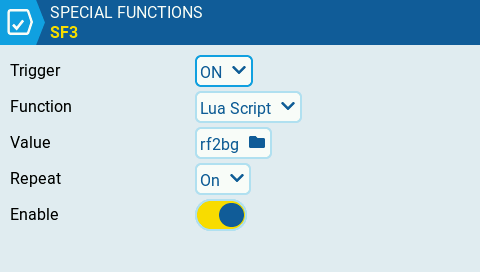 SPECIAL FUNCTIONS
SF3
Trigger ON
Function Lua Script
Value rf2bg
Repeat On
Enable